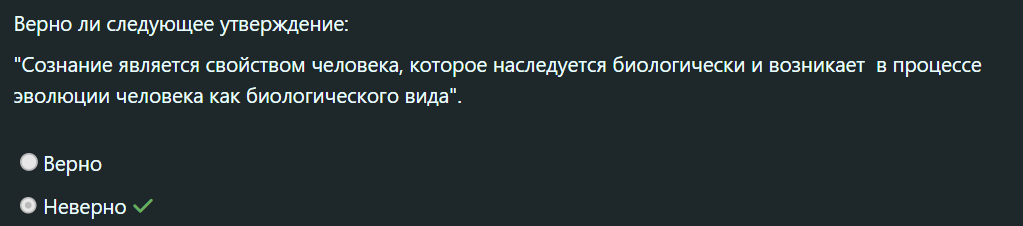 Верно ли следующее утверждение:
"Сознание является свойством человека, которое наследуется биологически и возникает в процессе
эволюции человека как биологического вида".
Верно
Неверно